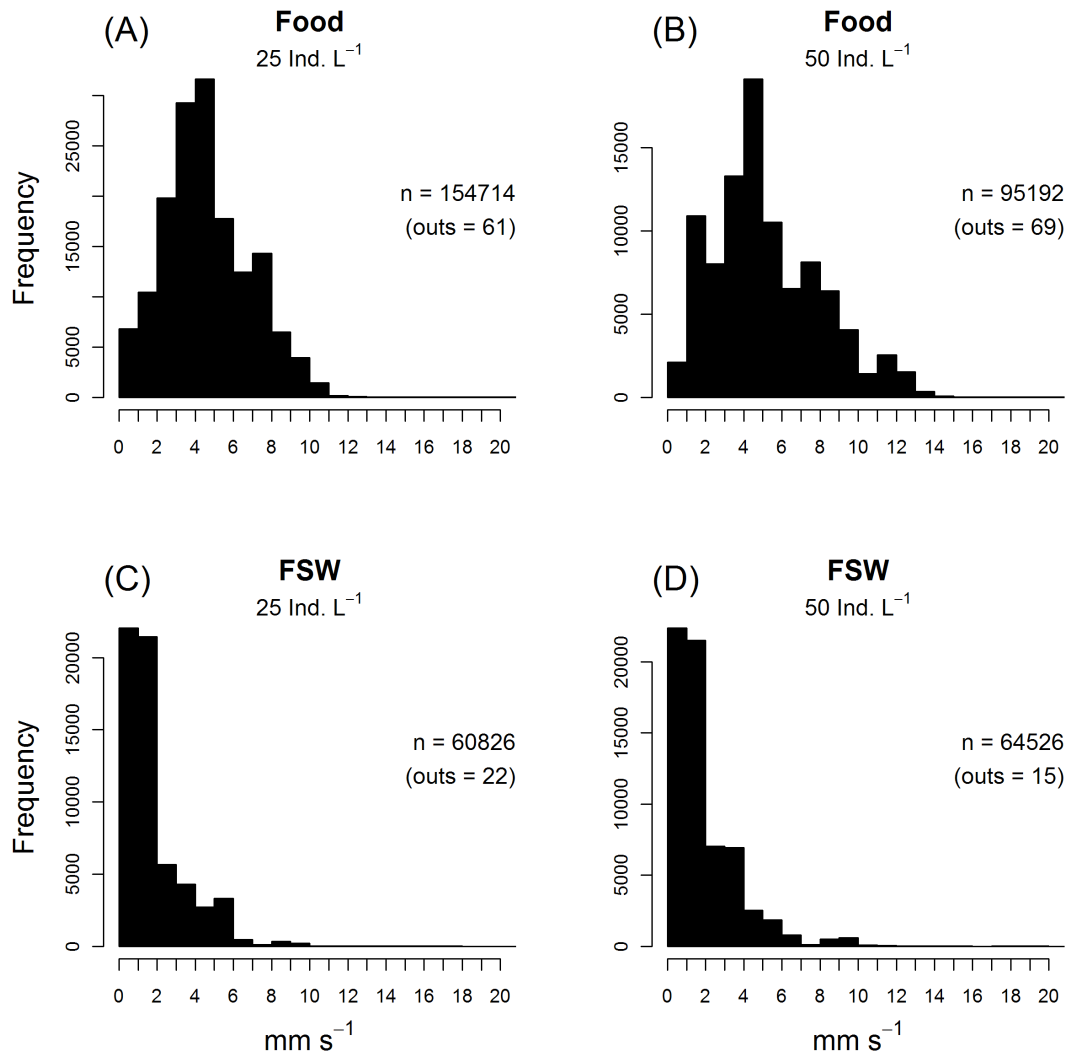 (A) Food
25 Ind. L⁻¹
n = 154714
(outs = 61)
Frequency
0 5000 15000 25000
0 2 4 6 8 10 12 14 16 18 20
(B) Food
50 Ind. L⁻¹
n = 95192
(outs = 69)
0 5000 10000 15000
0 2 4 6 8 10 12 14 16 18 20
(C) FSW
25 Ind. L⁻¹
n = 60826
(outs = 22)
Frequency
0 5000 10000 15000 20000
0 2 4 6 8 10 12 14 16 18 20
mm s⁻¹
(D) FSW
50 Ind. L⁻¹
n = 64526
(outs = 15)
0 5000 10000 15000 20000
0 2 4 6 8 10 12 14 16 18 20
mm s⁻¹